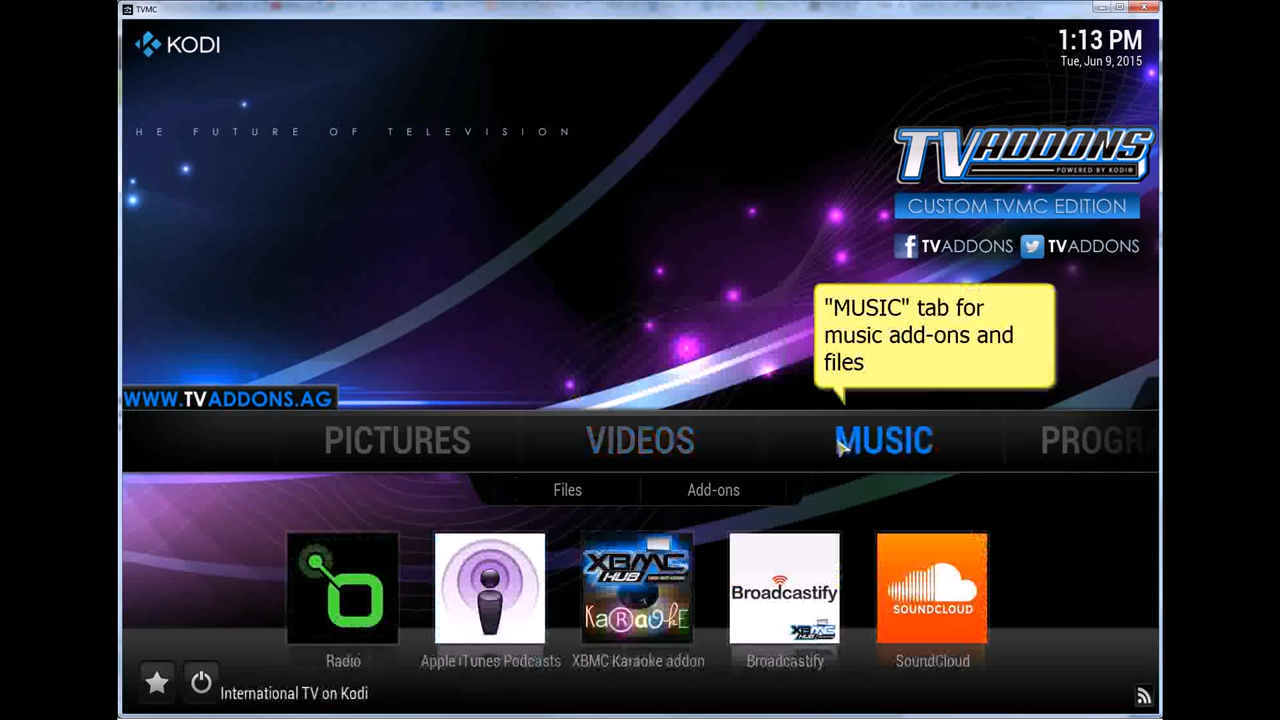 TVMC
KODI
1:13 PM
Tue, Jun 9, 2015
HE FUTURE OF TELEVISION
TVADDONS
POWERED BY KODI®
CUSTOM TVMC EDITION
f TVADDONS TVADDONS
"MUSIC" tab for
music add-ons and
files
WWW.TVADDONS.AG
PICTURES VIDEOS MUSIC PROGR
Files Add-ons
XBMC
HUB
KaRaoKE
Broadcastify
XBMC
HUB
SOUNDCLOUD
Radio Apple iTunes Podcasts XBMC Karaoke addon Broadcastify SoundCloud
International TV on Kodi